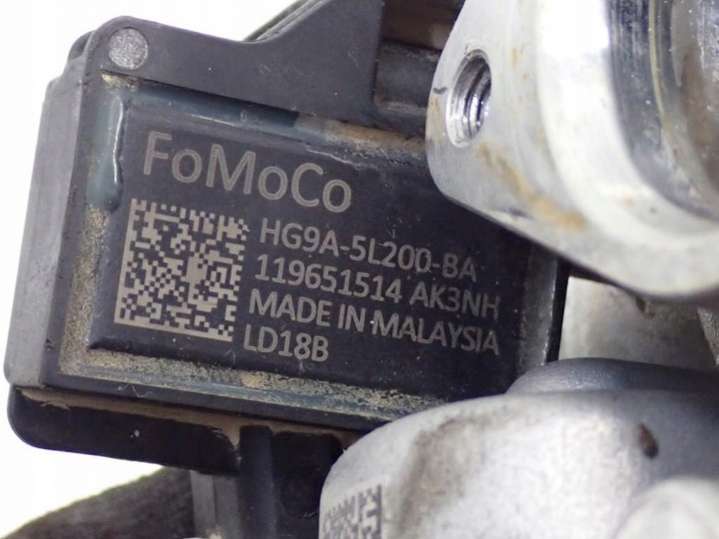 FoMoCo
HG9A-5L200-BA
119651514 AK3NH
MADE IN MALAYSIA
LD18B